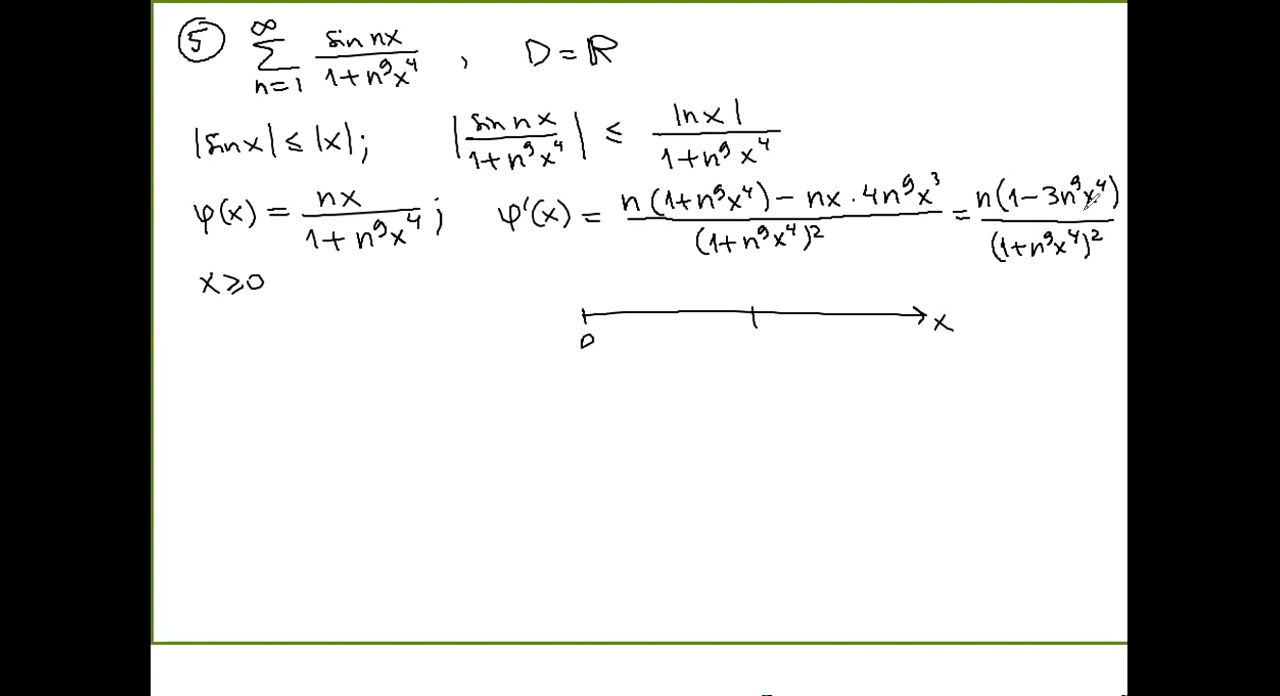 ⑤ ∑_{n=1}^{∞} sin nx / (1+n⁹x⁴) , D = ℝ
|sin x| ≤ |x|; |sin nx / (1+n⁹x⁴)| ≤ |nx| / (1+n⁹x⁴)
φ(x) = nx / (1+n⁹x⁴); φ'(x) = (n(1+n⁹x⁴) − nx · 4n⁹x³) / (1+n⁹x⁴)² = n(1−3n⁹x⁴) / (1+n⁹x⁴)²
x ≥ 0
0 x